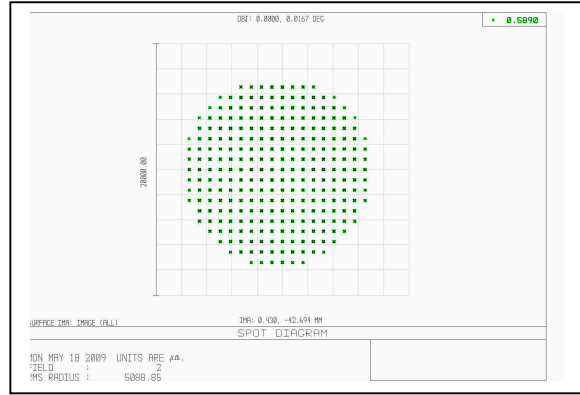 OBJ: 0.0000, 0.0167 DEG
× 0.5890
20000.00
SURFACE IMA: IMAGE (ALL)
IMA: 0.430, -42.694 MM
SPOT DIAGRAM
MON MAY 18 2009 UNITS ARE µm.
FIELD : 2
RMS RADIUS : 5088.85